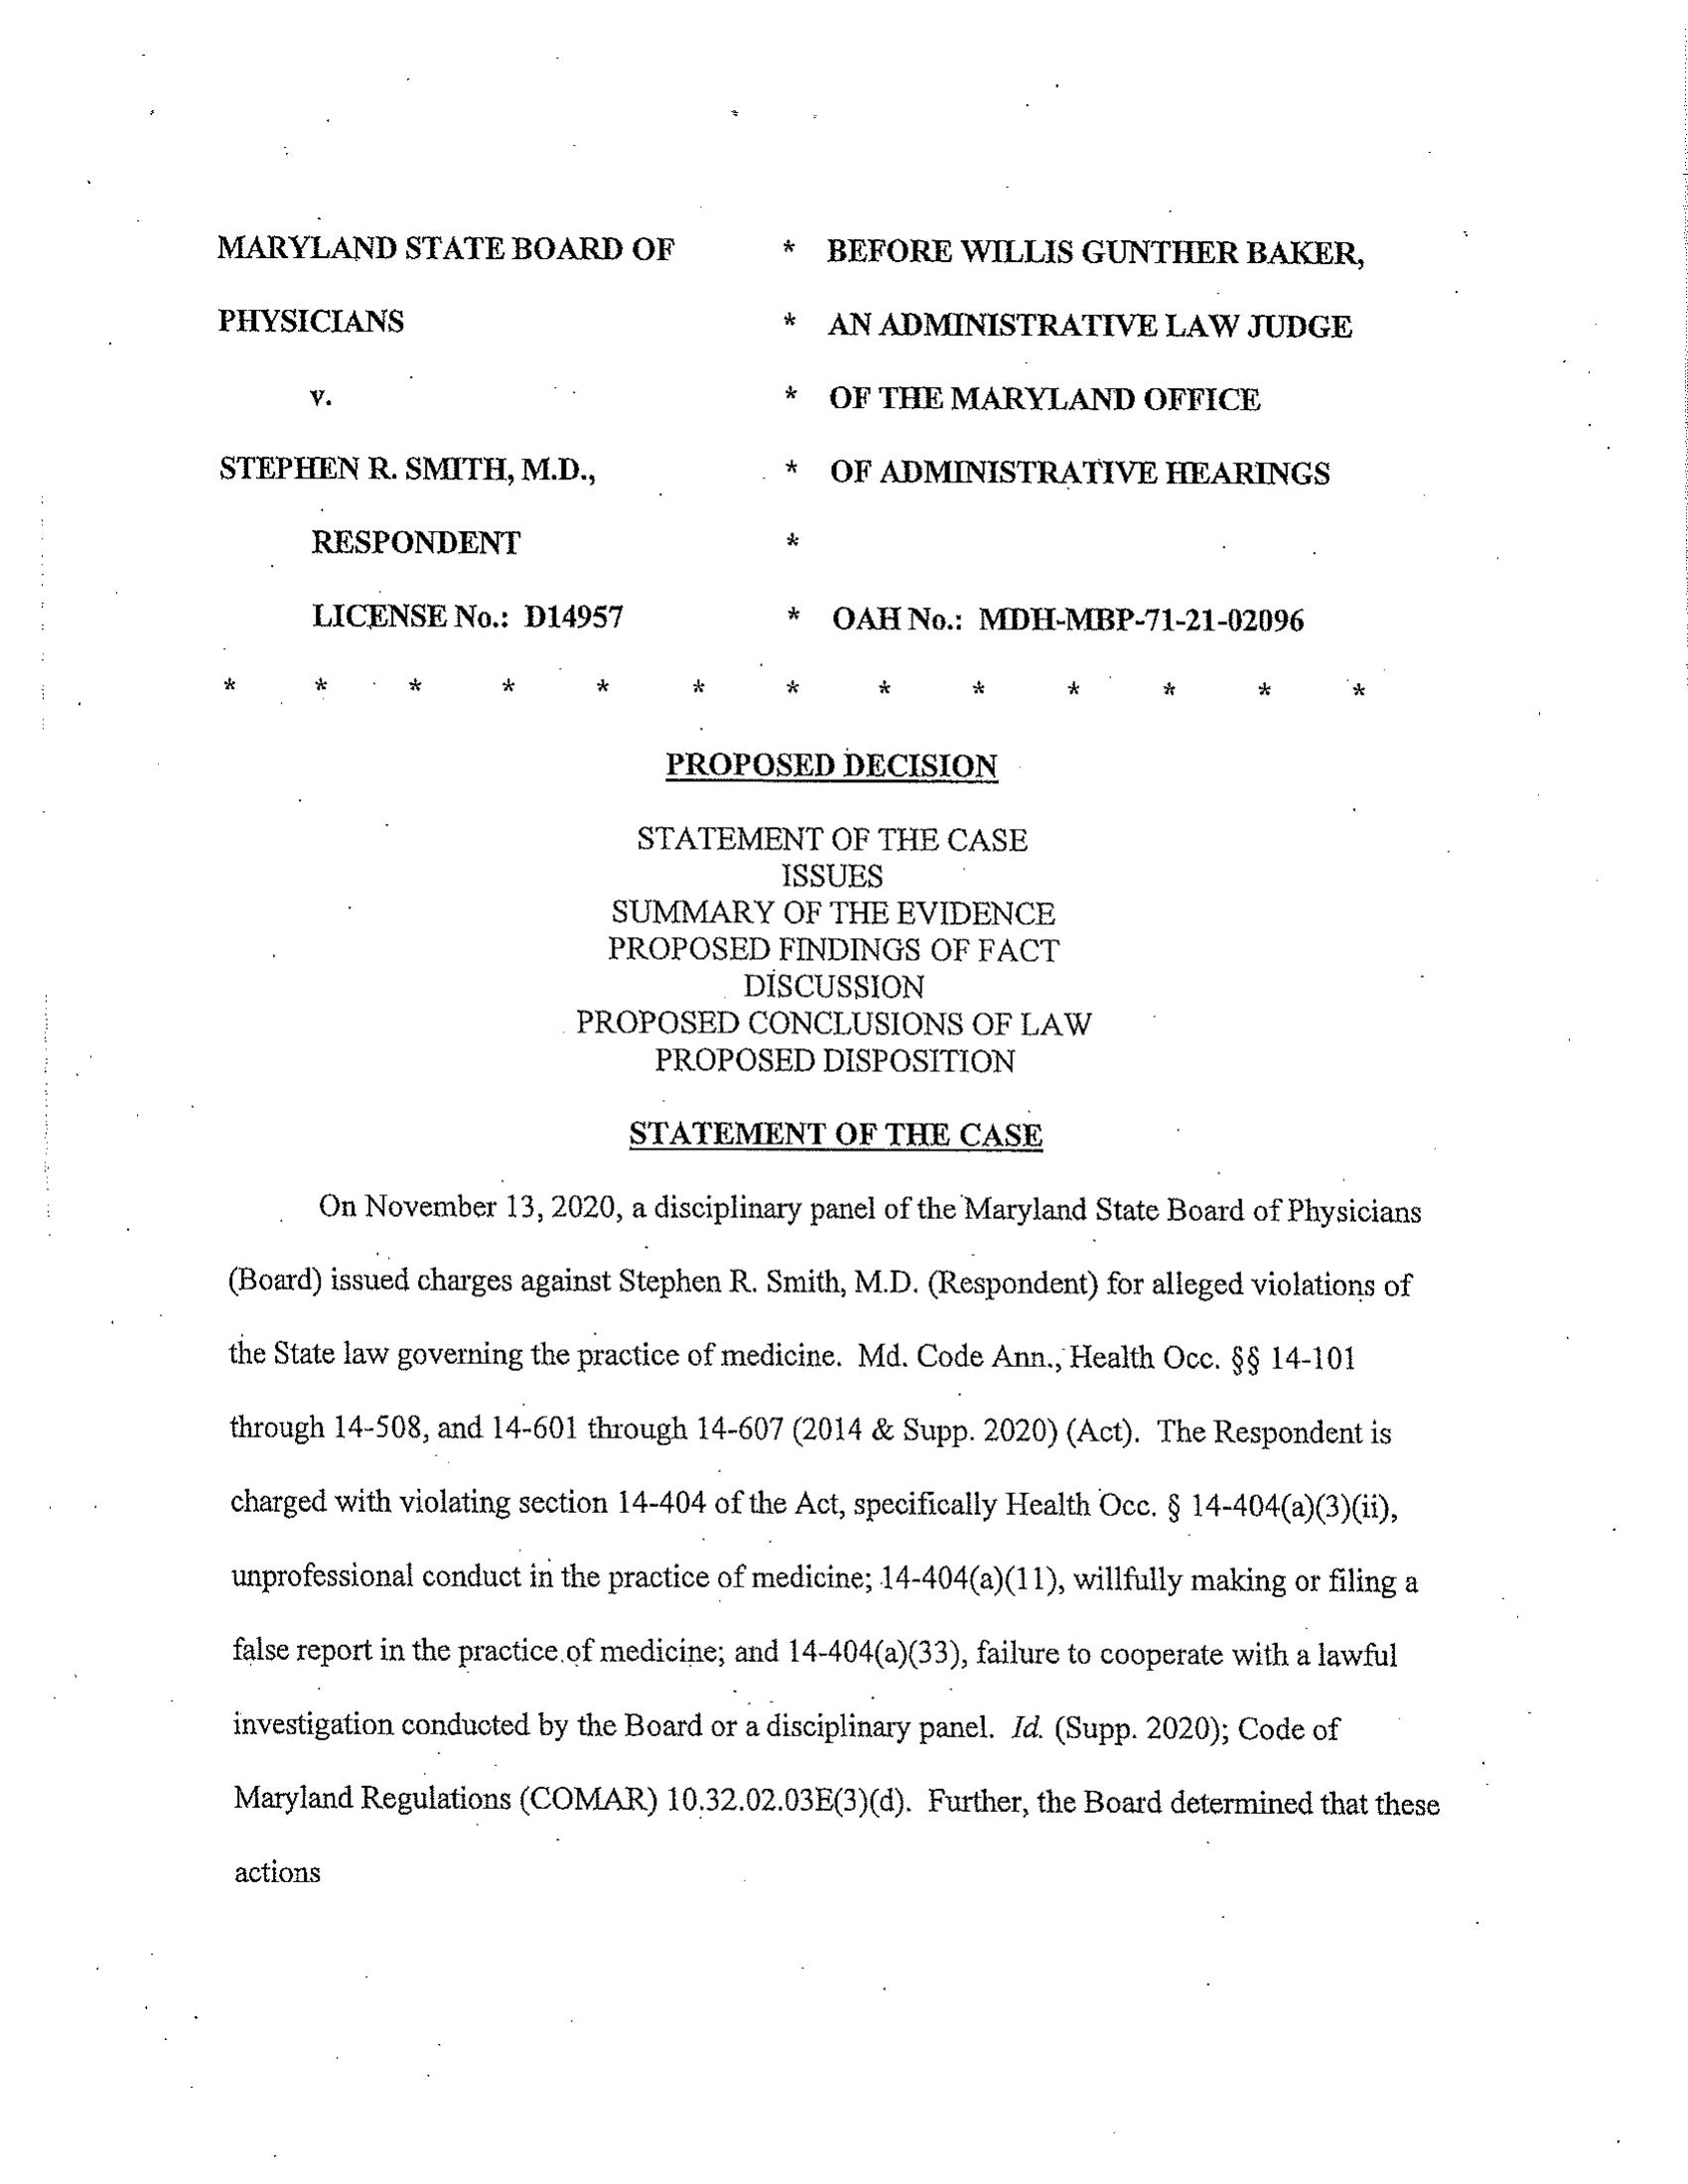 MARYLAND STATE BOARD OF * BEFORE WILLIS GUNTHER BAKER,
PHYSICIANS * AN ADMINISTRATIVE LAW JUDGE
v. * OF THE MARYLAND OFFICE
STEPHEN R. SMITH, M.D., * OF ADMINISTRATIVE HEARINGS
RESPONDENT *
LICENSE No.: D14957 * OAH No.: MDH-MBP-71-21-02096
* * * * * * * * * * * * *
PROPOSED DECISION
STATEMENT OF THE CASE
ISSUES
SUMMARY OF THE EVIDENCE
PROPOSED FINDINGS OF FACT
DISCUSSION
PROPOSED CONCLUSIONS OF LAW
PROPOSED DISPOSITION
STATEMENT OF THE CASE
On November 13, 2020, a disciplinary panel of the Maryland State Board of Physicians
(Board) issued charges against Stephen R. Smith, M.D. (Respondent) for alleged violations of
the State law governing the practice of medicine. Md. Code Ann., Health Occ. §§ 14-101
through 14-508, and 14-601 through 14-607 (2014 & Supp. 2020) (Act). The Respondent is
charged with violating section 14-404 of the Act, specifically Health Occ. § 14-404(a)(3)(ii),
unprofessional conduct in the practice of medicine; 14-404(a)(11), willfully making or filing a
false report in the practice of medicine; and 14-404(a)(33), failure to cooperate with a lawful
investigation conducted by the Board or a disciplinary panel. Id. (Supp. 2020); Code of
Maryland Regulations (COMAR) 10.32.02.03E(3)(d). Further, the Board determined that these
actions